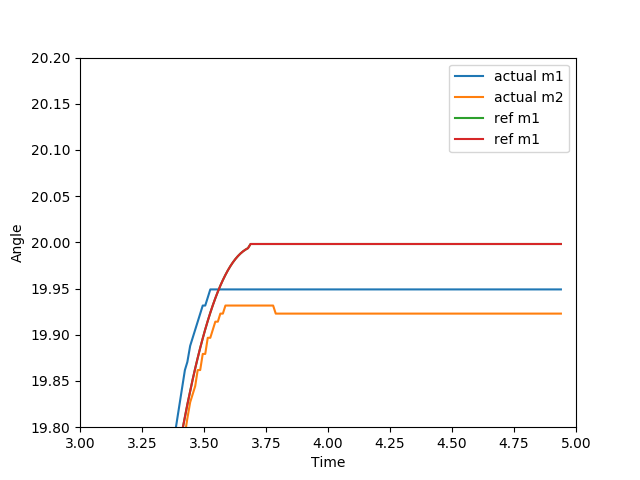 20.20
20.15
20.10
20.05
20.00
19.95
19.90
19.85
19.80
Angle
3.00 3.25 3.50 3.75 4.00 4.25 4.50 4.75 5.00
Time
actual m1
actual m2
ref m1
ref m1